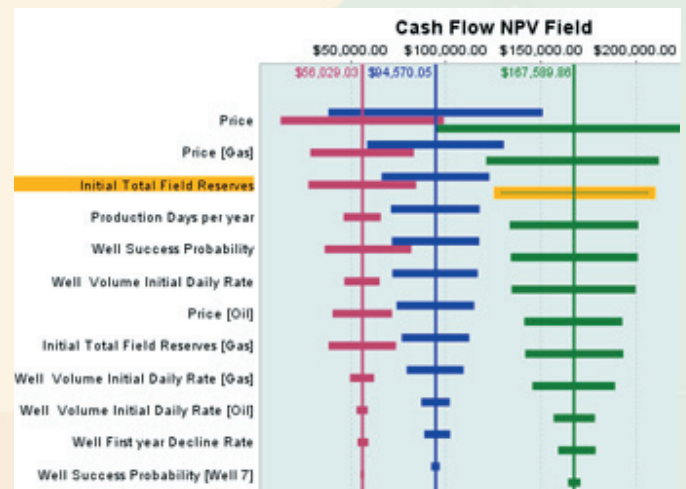 Cash Flow NPV Field
$50,000.00 $100,000.00 $150,000.00 $200,000.00
$56,029.03 $94,570.05 $167,589.86
Price
Price [Gas]
Initial Total Field Reserves
Production Days per year
Well Success Probability
Well Volume Initial Daily Rate
Price [Oil]
Initial Total Field Reserves [Gas]
Well Volume Initial Daily Rate [Gas]
Well Volume Initial Daily Rate [Oil]
Well First year Decline Rate
Well Success Probability [Well 7]